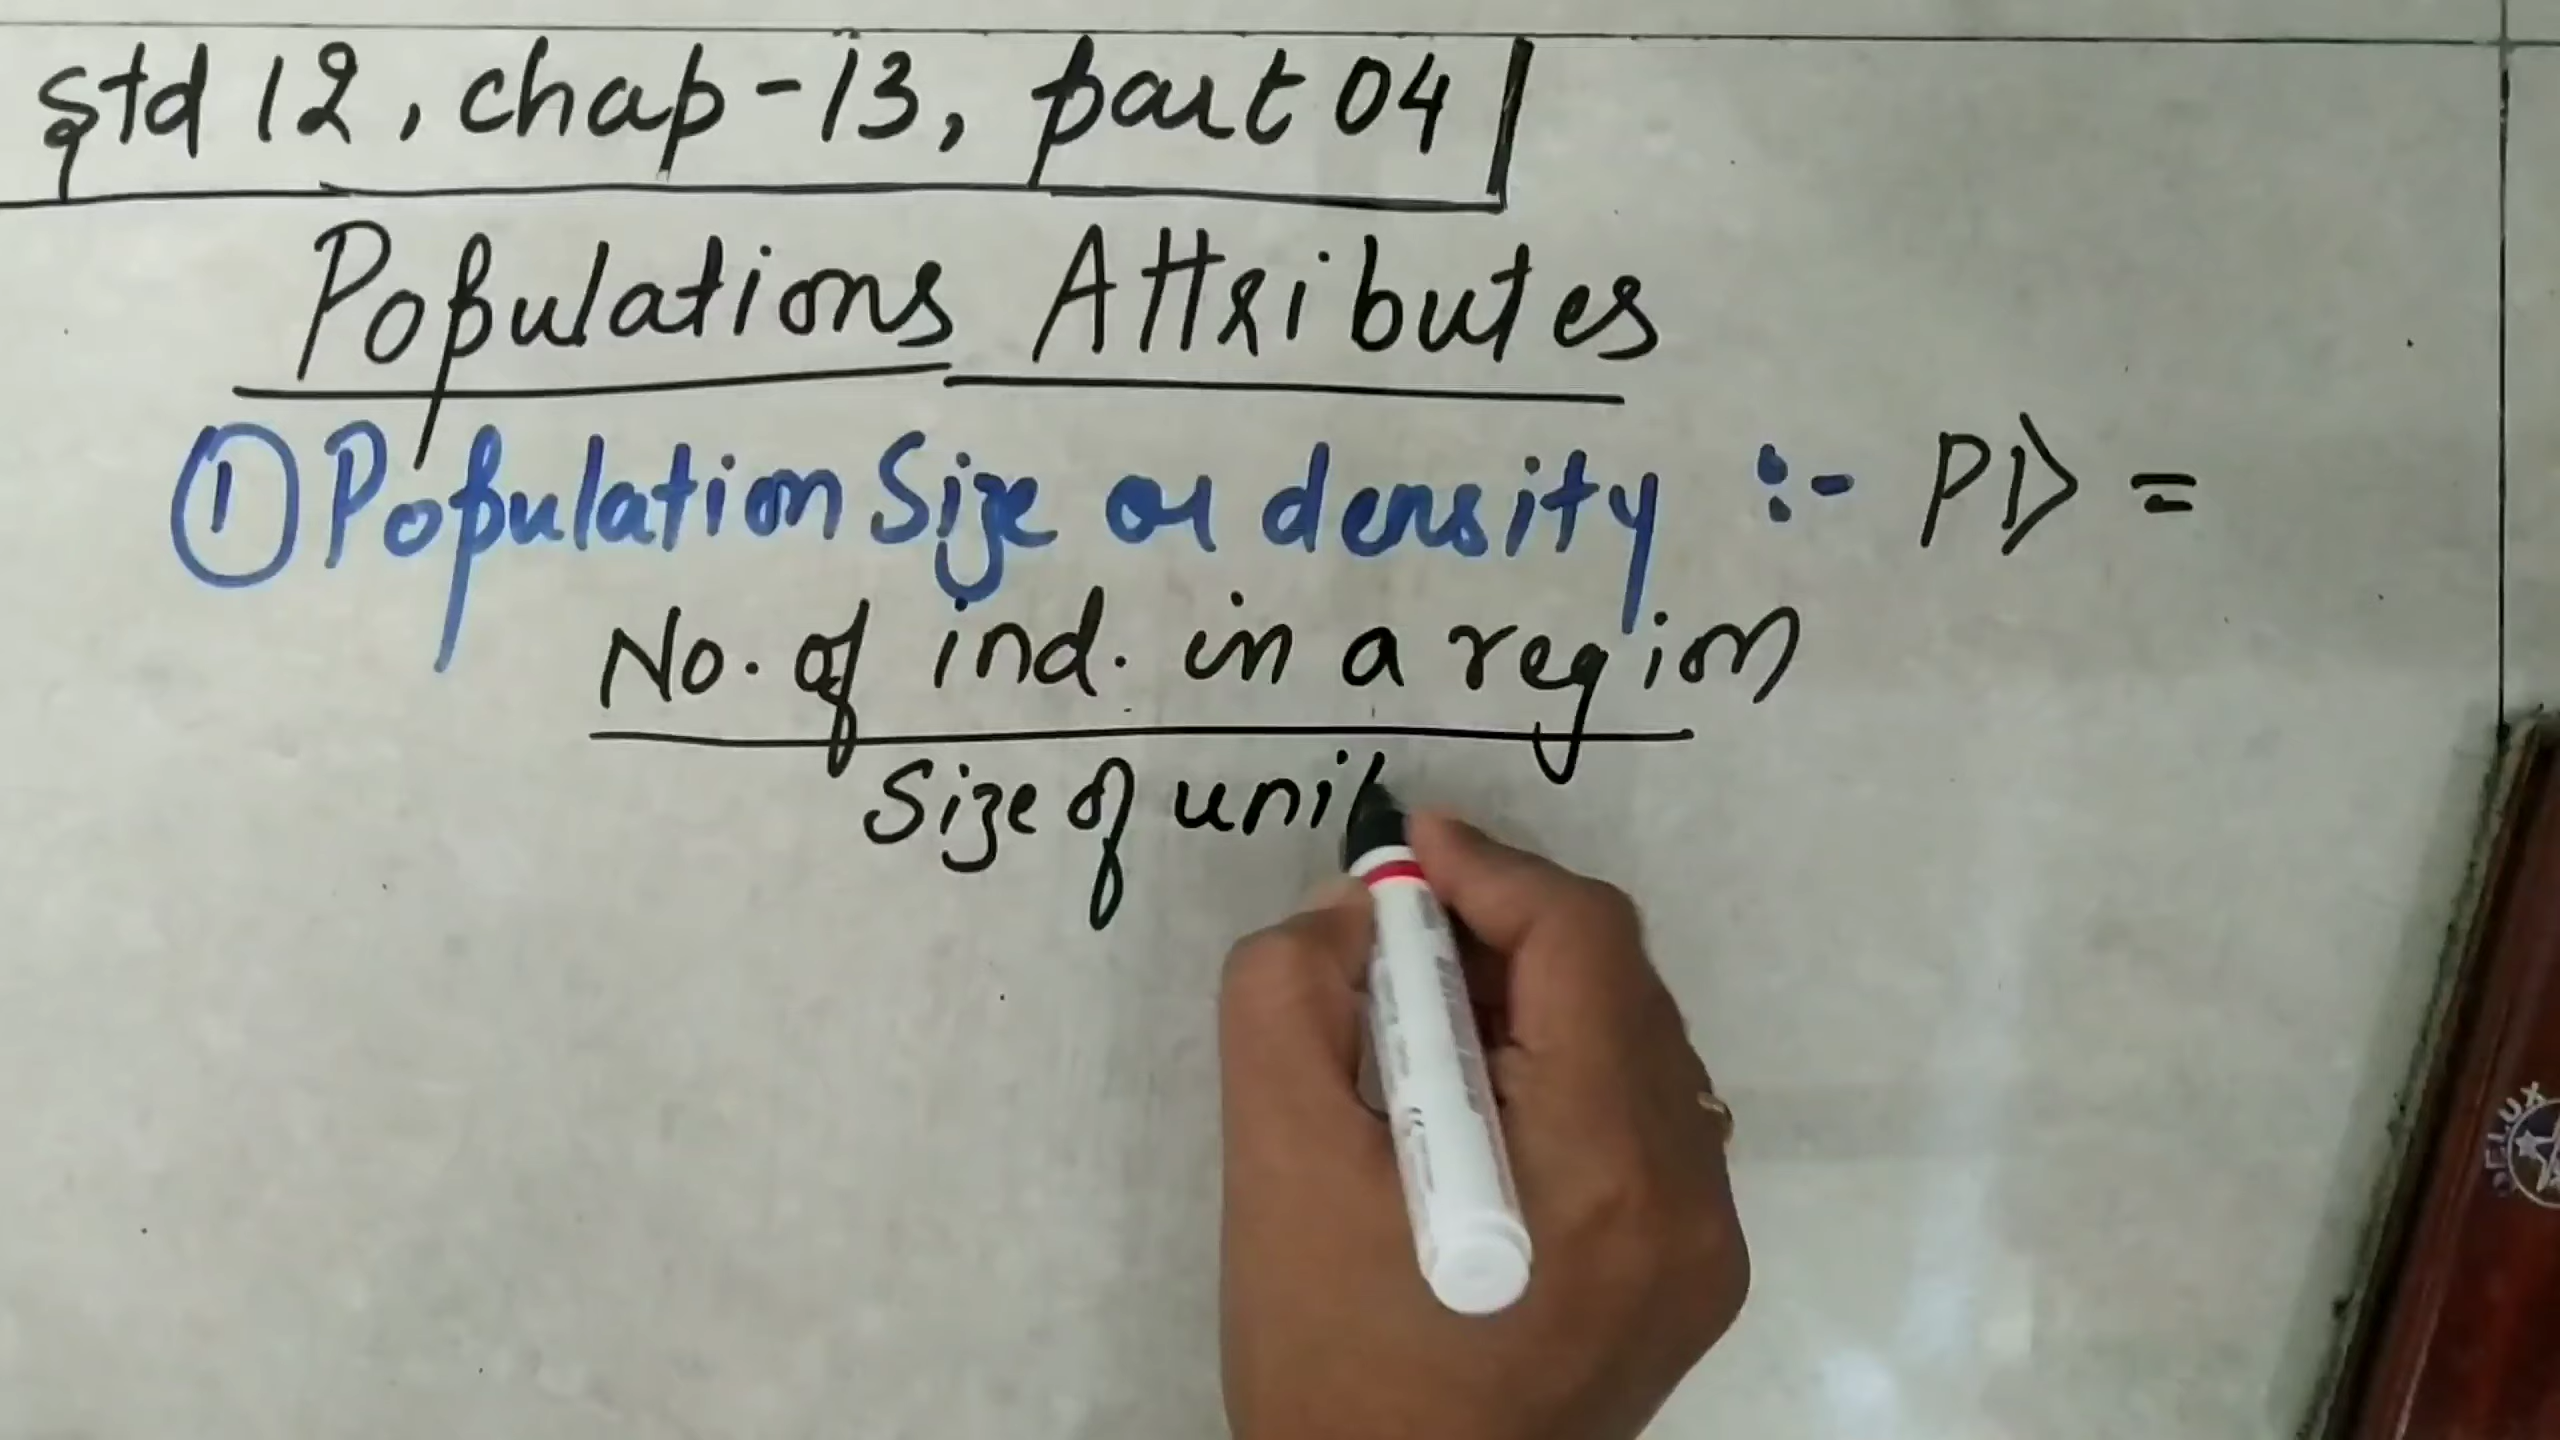 std 12, chap-13, part 04
Populations Attributes
① Population Size or density :- PD =
No. of ind. in a region
Size of unit
DELUX